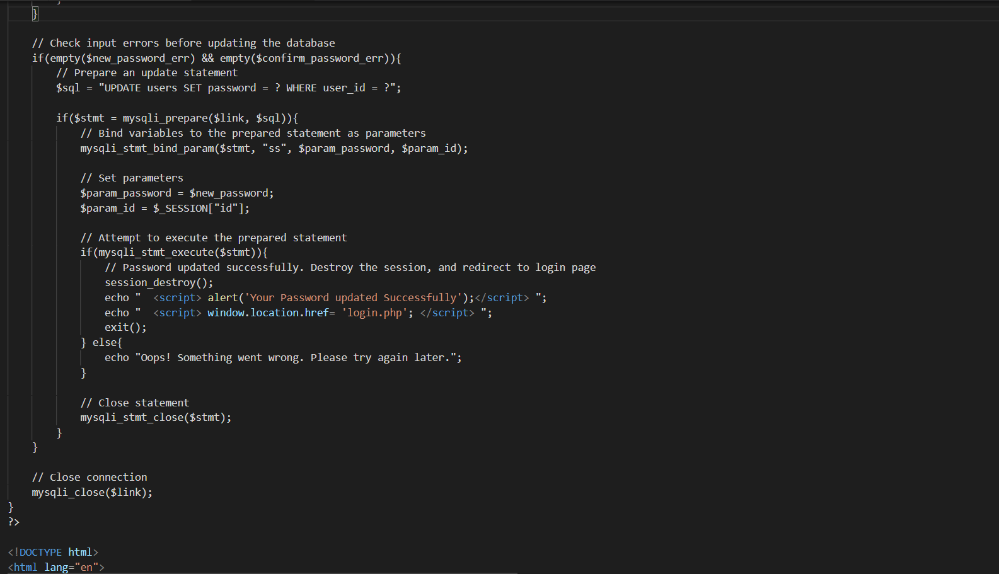 }
}
// Check input errors before updating the database
if(empty($new_password_err) && empty($confirm_password_err)){
// Prepare an update statement
$sql = "UPDATE users SET password = ? WHERE user_id = ?";
if($stmt = mysqli_prepare($link, $sql)){
// Bind variables to the prepared statement as parameters
mysqli_stmt_bind_param($stmt, "ss", $param_password, $param_id);
// Set parameters
$param_password = $new_password;
$param_id = $_SESSION["id"];
// Attempt to execute the prepared statement
if(mysqli_stmt_execute($stmt)){
// Password updated successfully. Destroy the session, and redirect to login page
session_destroy();
echo "  <script> alert('Your Password updated Successfully');</script> ";
echo "  <script> window.location.href= 'login.php'; </script> ";
exit();
} else{
echo "Oops! Something went wrong. Please try again later.";
}
// Close statement
mysqli_stmt_close($stmt);
}
}
// Close connection
mysqli_close($link);
}
?>
<!DOCTYPE html>
<html lang="en">